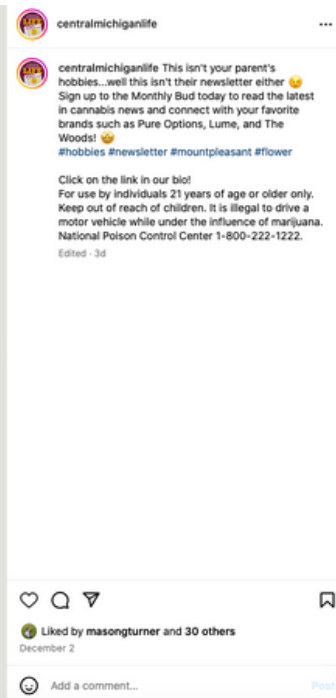 centralmichiganlife
centralmichiganlife This isn't your parent's
hobbies...well this isn't their newsletter either 😉
Sign up to the Monthly Bud today to read the latest
in cannabis news and connect with your favorite
brands such as Pure Options, Lume, and The
Woods! 🤩
#hobbies #newsletter #mountpleasant #flower
Click on the link in our bio!
For use by individuals 21 years of age or older only.
Keep out of reach of children. It is illegal to drive a
motor vehicle while under the influence of marijuana.
National Poison Control Center 1-800-222-1222.
Edited · 3d
Liked by masongturner and 30 others
December 2
Add a comment...
Post